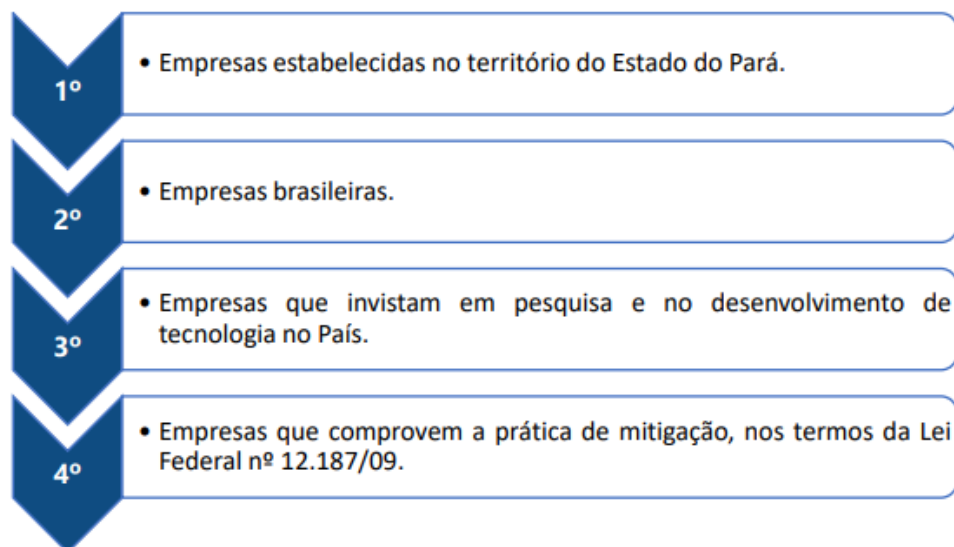 1º
• Empresas estabelecidas no território do Estado do Pará.
2º
• Empresas brasileiras.
3º
• Empresas que invistam em pesquisa e no desenvolvimento de
tecnologia no País.
4º
• Empresas que comprovem a prática de mitigação, nos termos da Lei
Federal nº 12.187/09.